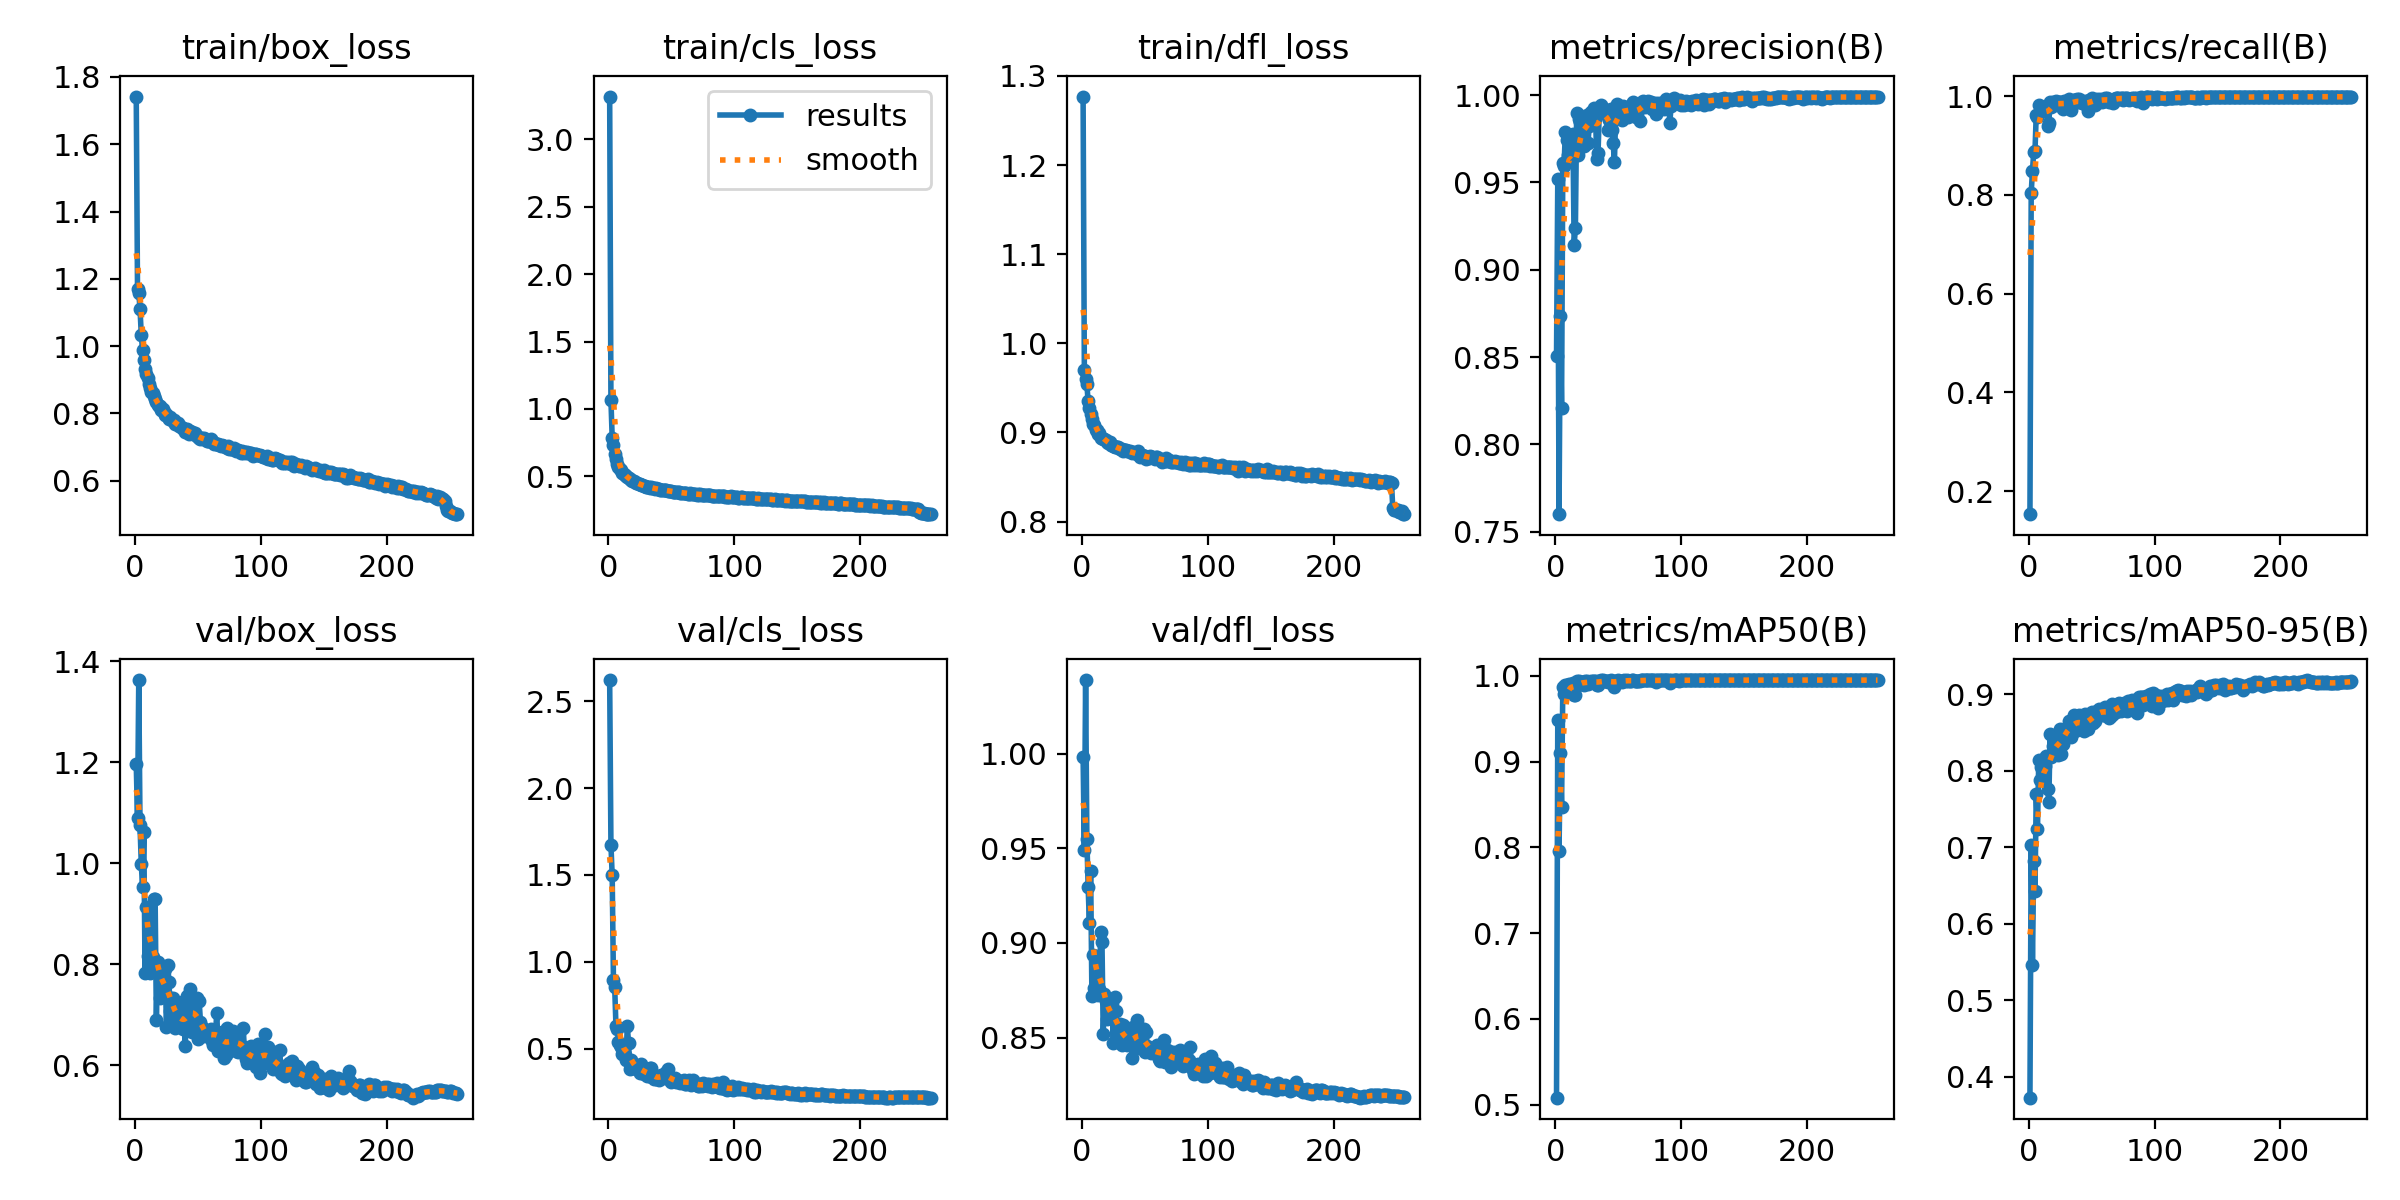 train/box_loss
1.8
1.6
1.4
1.2
1.0
0.8
0.6
0 100 200
train/cls_loss
results
smooth
3.0
2.5
2.0
1.5
1.0
0.5
0 100 200
train/dfl_loss
1.3
1.2
1.1
1.0
0.9
0.8
0 100 200
metrics/precision(B)
1.00
0.95
0.90
0.85
0.80
0.75
0 100 200
metrics/recall(B)
1.0
0.8
0.6
0.4
0.2
0 100 200
val/box_loss
1.4
1.2
1.0
0.8
0.6
0 100 200
val/cls_loss
2.5
2.0
1.5
1.0
0.5
0 100 200
val/dfl_loss
1.00
0.95
0.90
0.85
0 100 200
metrics/mAP50(B)
1.0
0.9
0.8
0.7
0.6
0.5
0 100 200
metrics/mAP50-95(B)
0.9
0.8
0.7
0.6
0.5
0.4
0 100 200